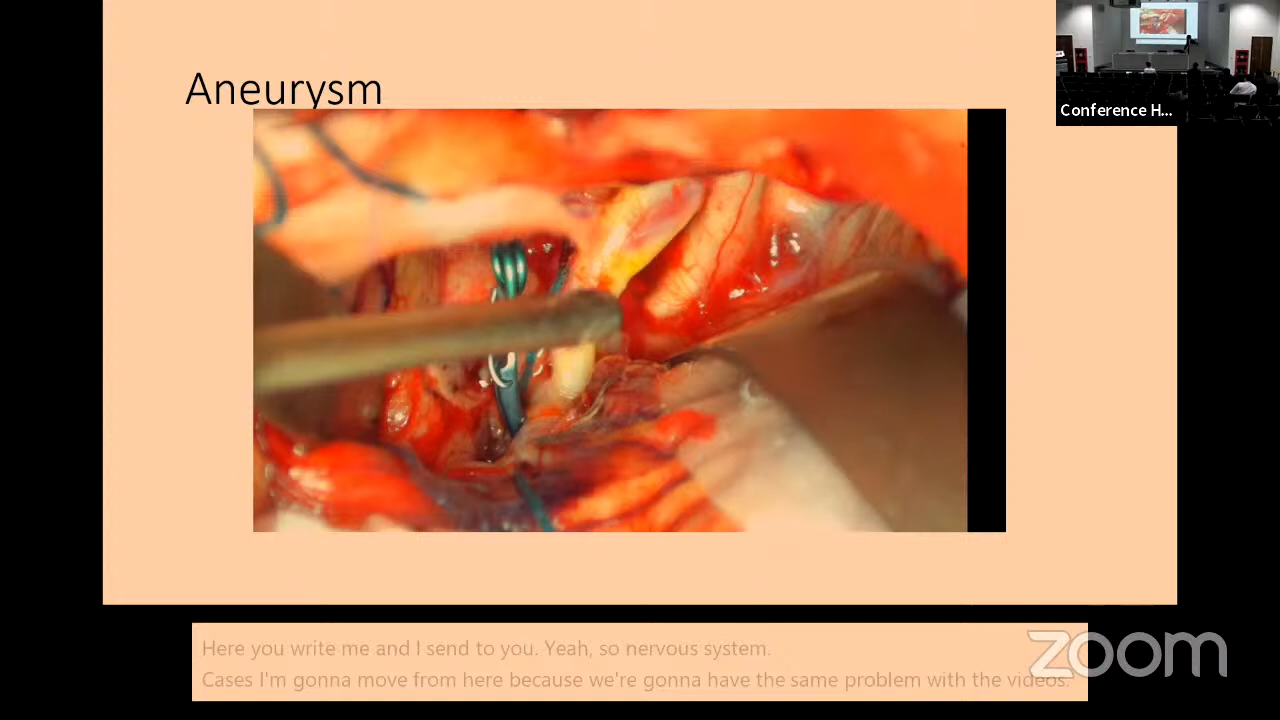 Aneurysm
Conference H...
Here you write me and I send to you. Yeah, so nervous system.
Cases I'm gonna move from here because we're gonna have the same problem with the videos.
zoom